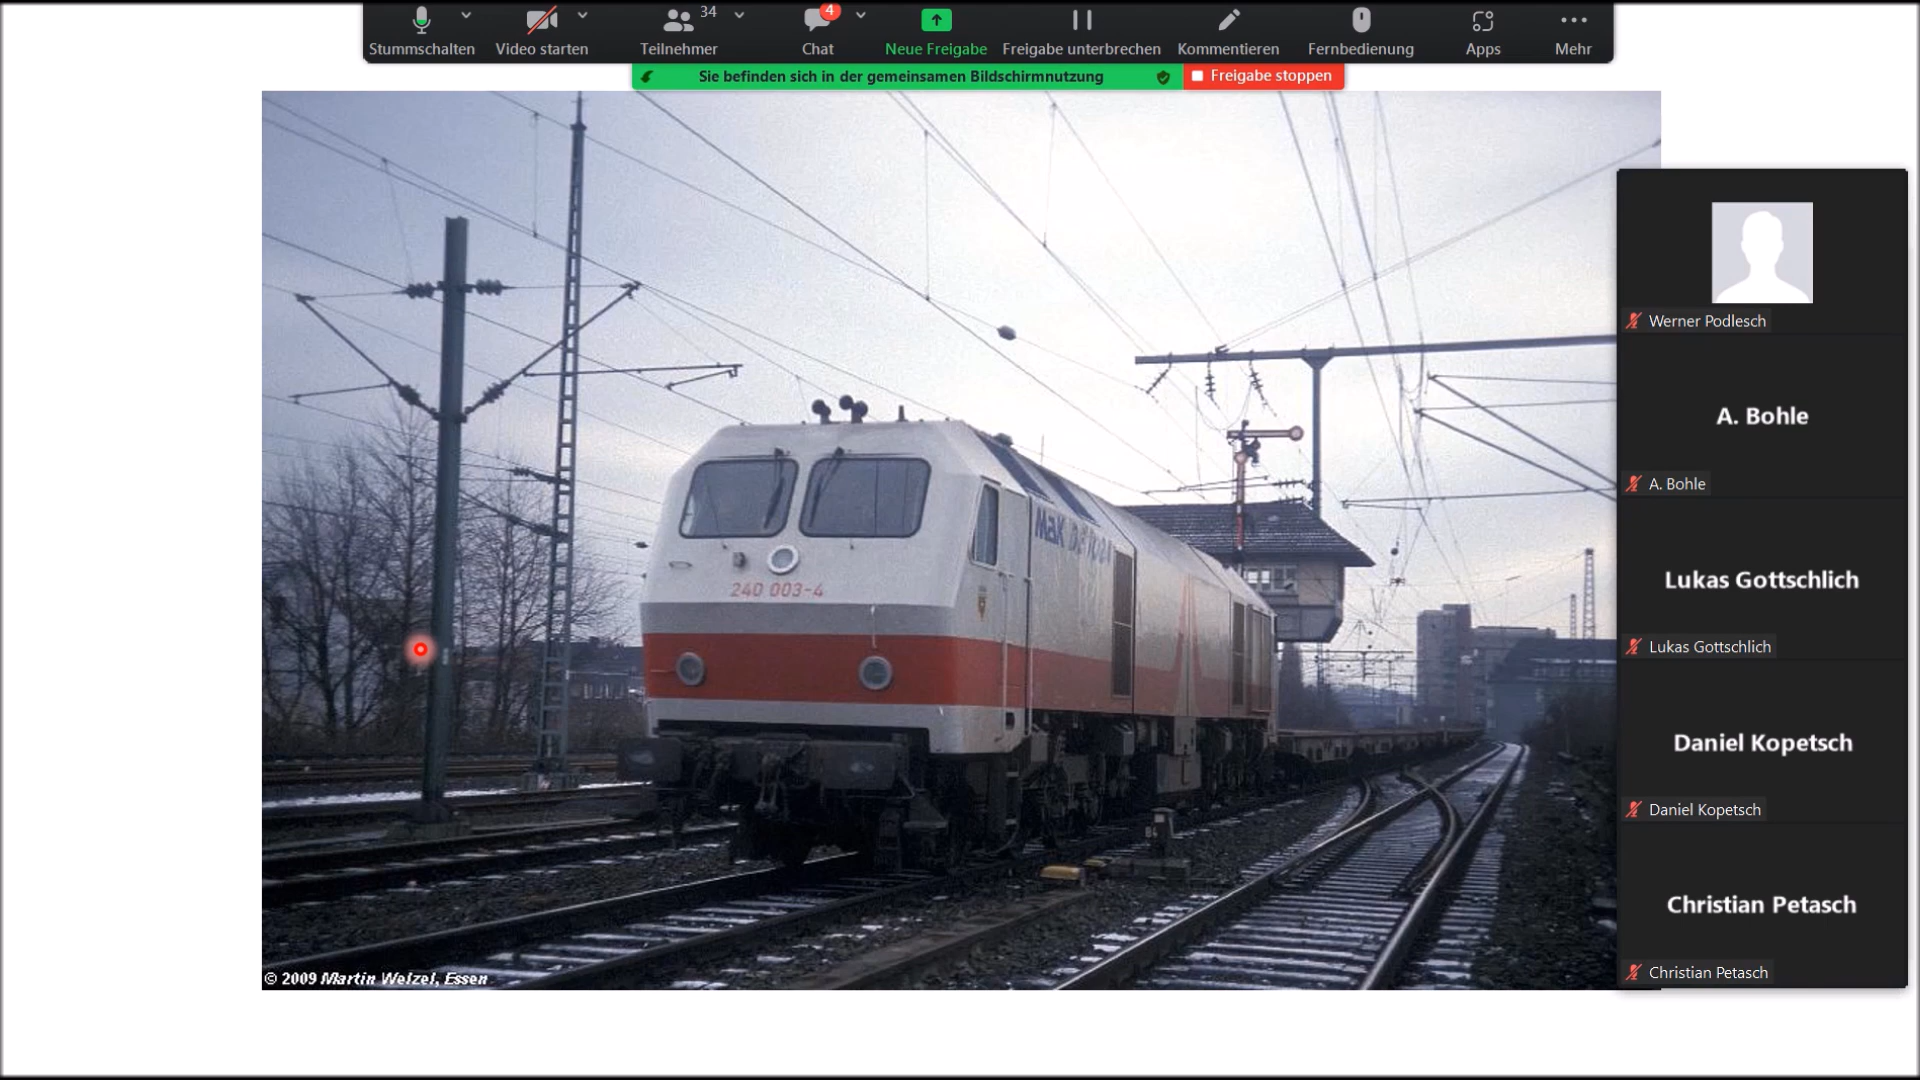 Stummschalten
Video starten
34
Teilnehmer
4
Chat
Neue Freigabe
Freigabe unterbrechen
Kommentieren
Fernbedienung
Apps
Mehr
Sie befinden sich in der gemeinsamen Bildschirmnutzung
Freigabe stoppen
MaK
240 003-4
84
© 2009 Martin Welzel, Essen
Werner Podlesch
A. Bohle
A. Bohle
Lukas Gottschlich
Lukas Gottschlich
Daniel Kopetsch
Daniel Kopetsch
Christian Petasch
Christian Petasch